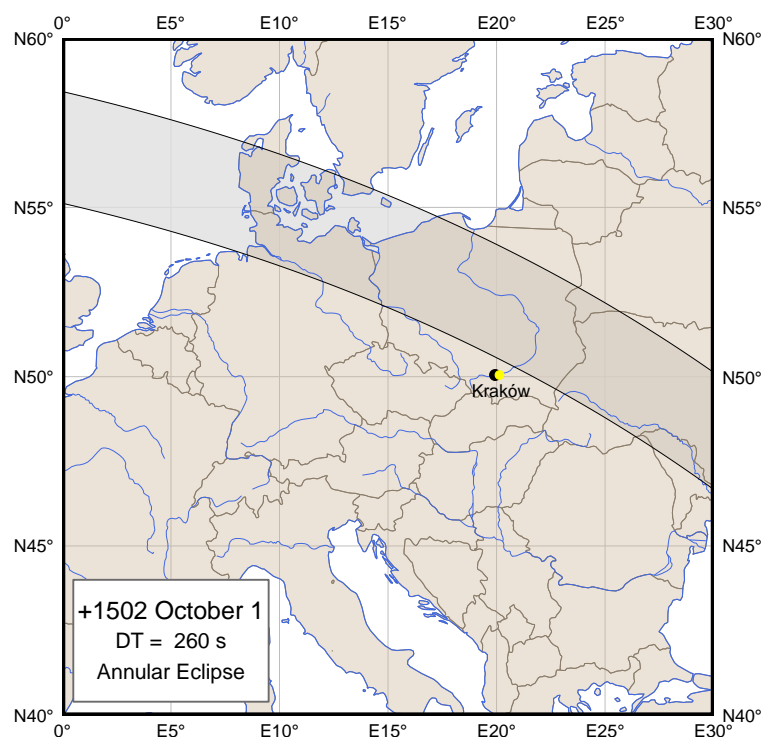 0° E5° E10° E15° E20° E25° E30°
N60° N60°
N55° N55°
N50° N50°
Kraków
N45° N45°
+1502 October 1
DT = 260 s
Annular Eclipse
N40° N40°
0° E5° E10° E15° E20° E25° E30°